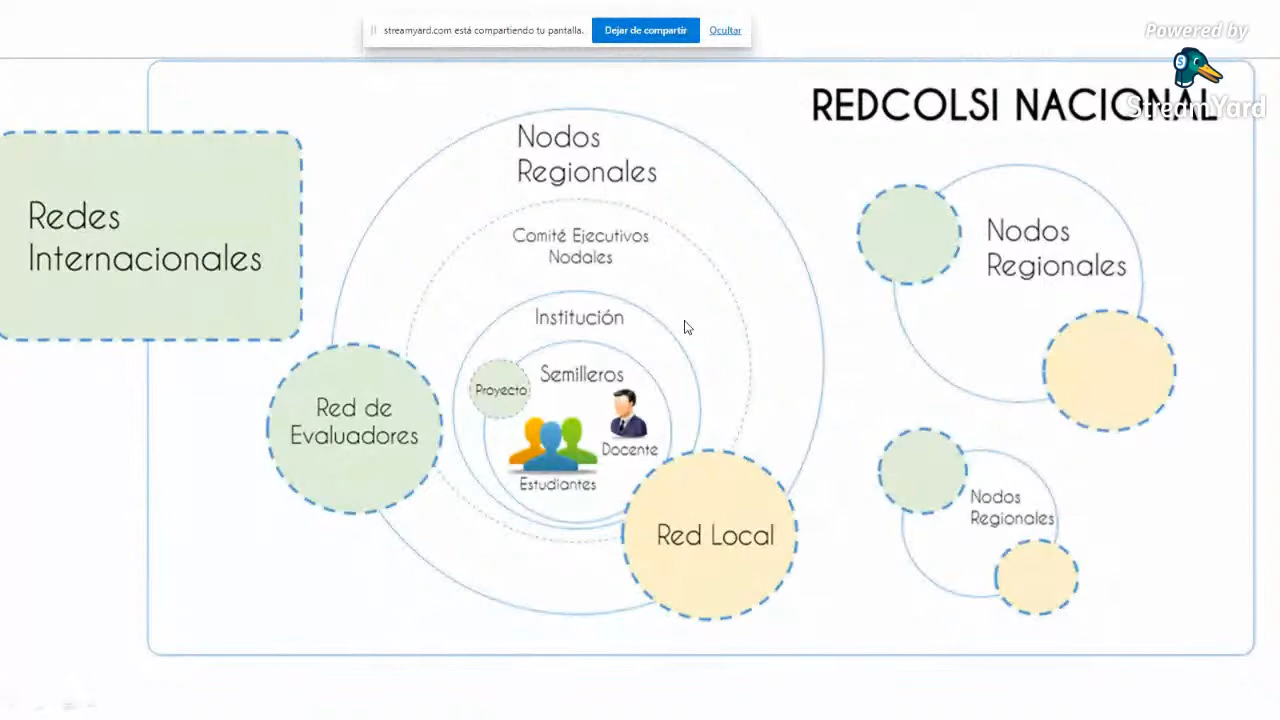 streamyard.com está compartiendo tu pantalla.
Dejar de compartir
Ocultar
Powered by
StreamYard
REDCOLSI NACIONAL
Redes
Internacionales
Nodos
Regionales
Comité Ejecutivos
Nodales
Institución
Semilleros
Proyecto
Docente
Estudiantes
Red de
Evaluadores
Red Local
Nodos
Regionales
Nodos
Regionales